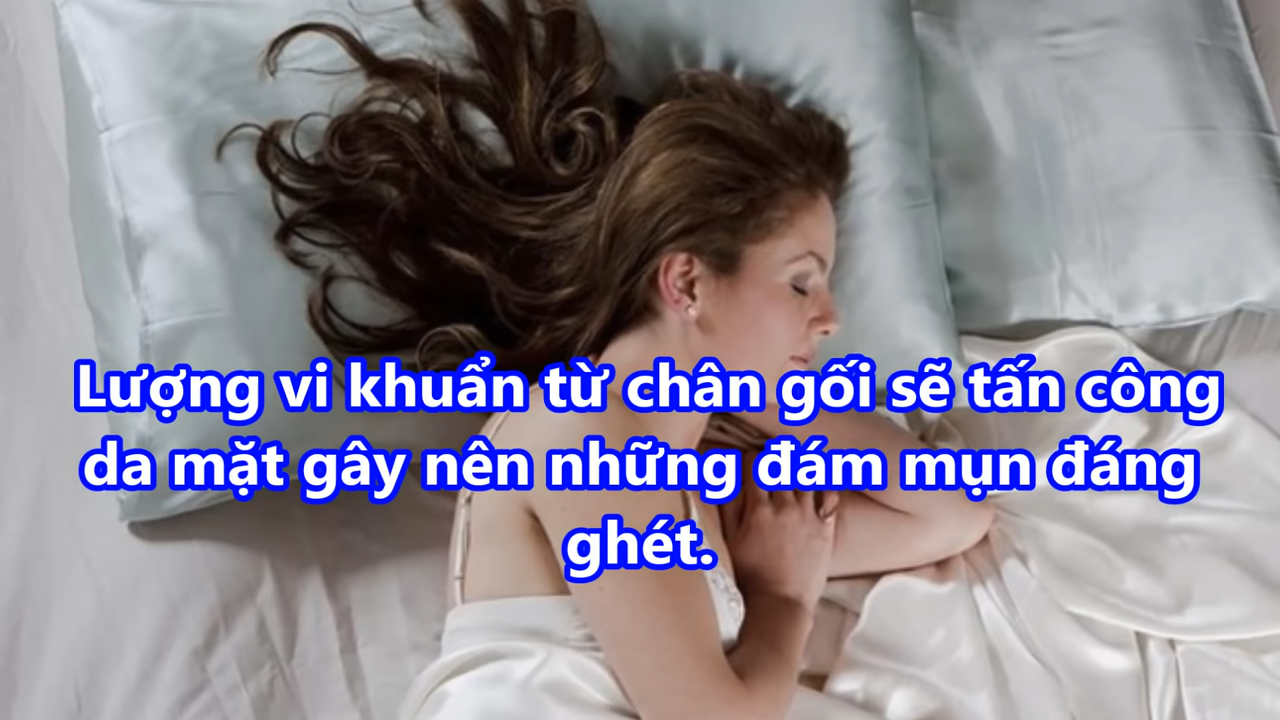 Lượng vi khuẩn từ chân gối sẽ tấn công
da mặt gây nên những đám mụn đáng
ghét.